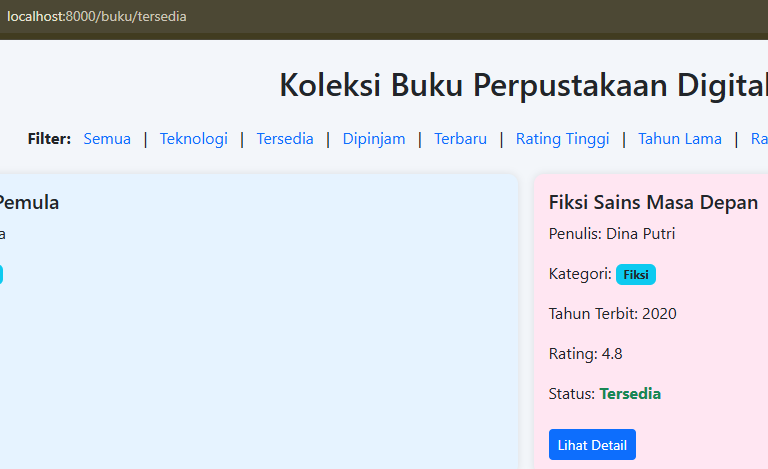 localhost:8000/buku/tersedia
Koleksi Buku Perpustakaan Digital
Filter: Semua | Teknologi | Tersedia | Dipinjam | Terbaru | Rating Tinggi | Tahun Lama | Ra
Pemula
a
Fiksi Sains Masa Depan
Penulis: Dina Putri
Kategori: Fiksi
Tahun Terbit: 2020
Rating: 4.8
Status: Tersedia
Lihat Detail